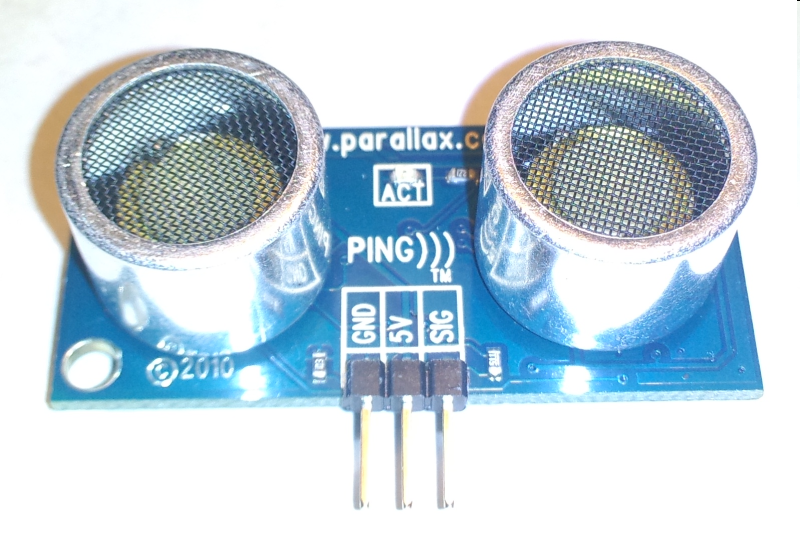 .parallax.c
ACT
PING)))
TM
GND
5V
SIG
©2010